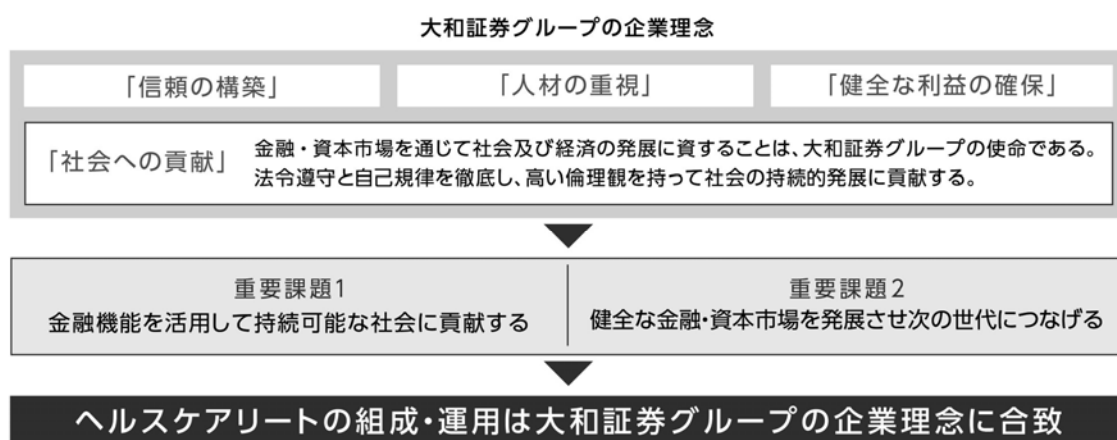 大和証券グループの企業理念
「信頼の構築」
「人材の重視」
「健全な利益の確保」
「社会への貢献」
金融・資本市場を通じて社会及び経済の発展に資することは、大和証券グループの使命である。
法令遵守と自己規律を徹底し、高い倫理観を持って社会の持続的発展に貢献する。
重要課題1
金融機能を活用して持続可能な社会に貢献する
重要課題2
健全な金融・資本市場を発展させ次の世代につなげる
ヘルスケアリートの組成・運用は大和証券グループの企業理念に合致